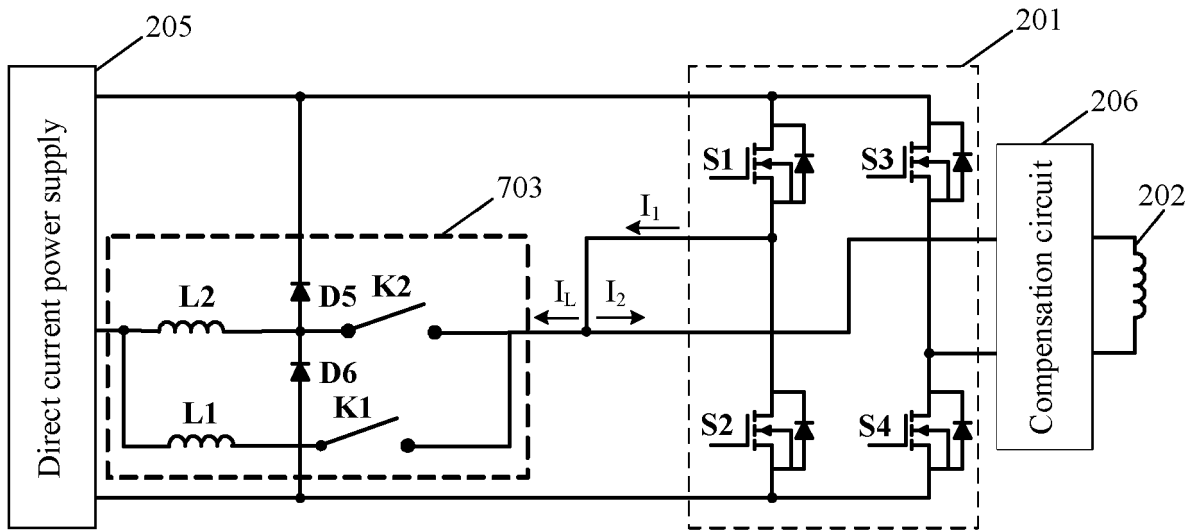 205
201
206
202
703
Direct current power supply
Compensation circuit
S1
S3
I₁
I_L
I₂
L2
D5
K2
D6
L1
K1
S2
S4